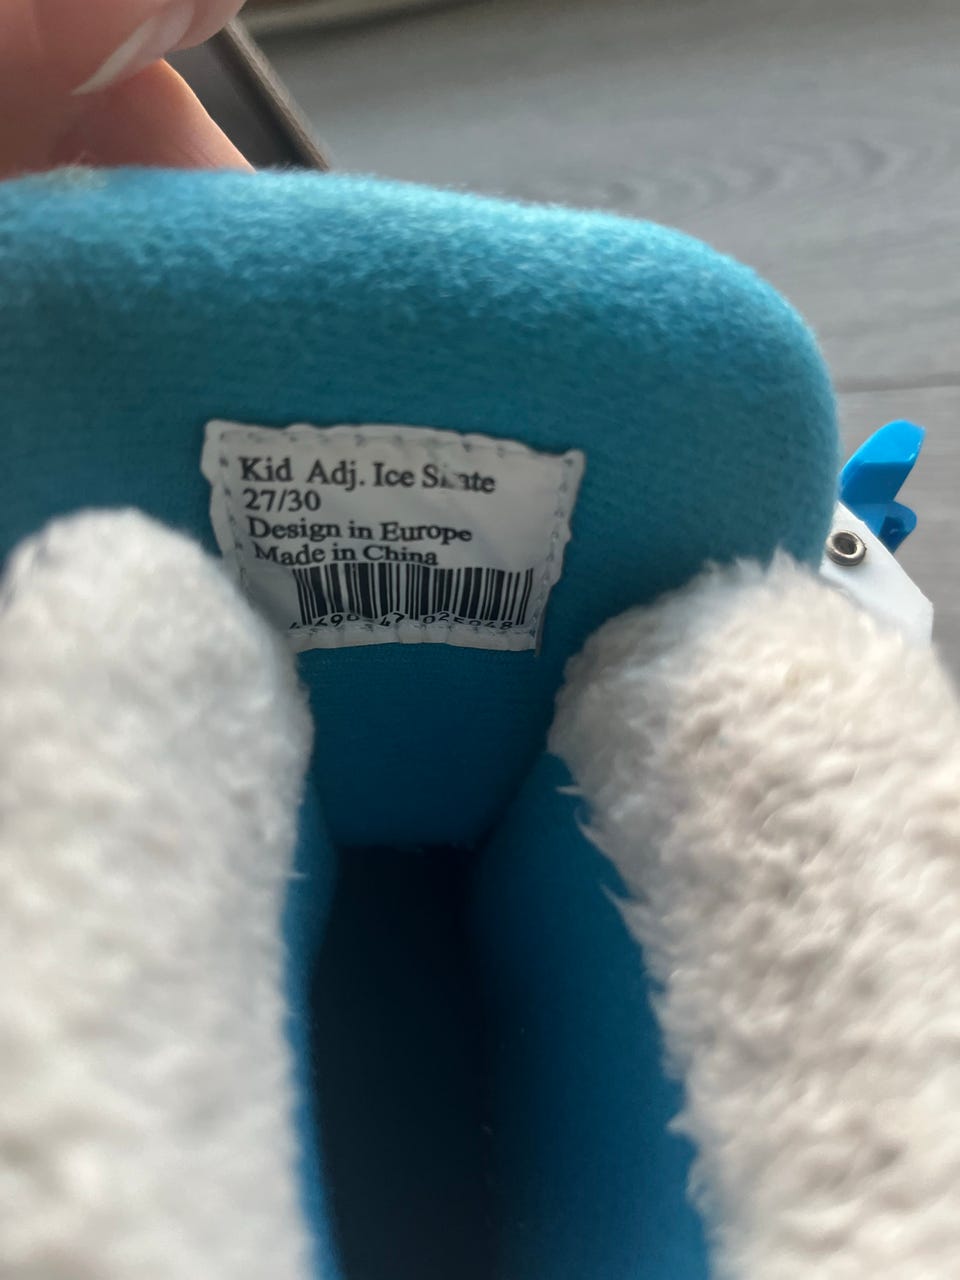 Kid Adj. Ice Skate
27/30
Design in Europe
Made in China